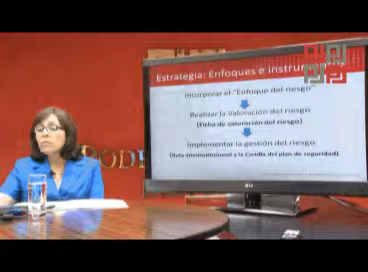 Estrategia: Enfoques e
Incorporar el "Enfoque del riesgo"
Realizar la Valoración del riesgo
(Ficha de valoración del riesgo)
Implementar la gestión del riesgo
(Ruta interinstitucional y la Cartilla del plan de seguridad)
PODE
LG